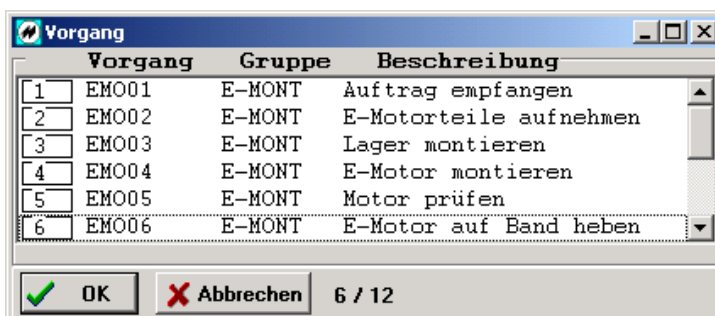 Vorgang
Vorgang Gruppe Beschreibung
1 EMO01 E-MONT Auftrag empfangen
2 EMO02 E-MONT E-Motorteile aufnehmen
3 EMO03 E-MONT Lager montieren
4 EMO04 E-MONT E-Motor montieren
5 EMO05 E-MONT Motor prüfen
6 EMO06 E-MONT E-Motor auf Band heben
OK Abbrechen 6 / 12